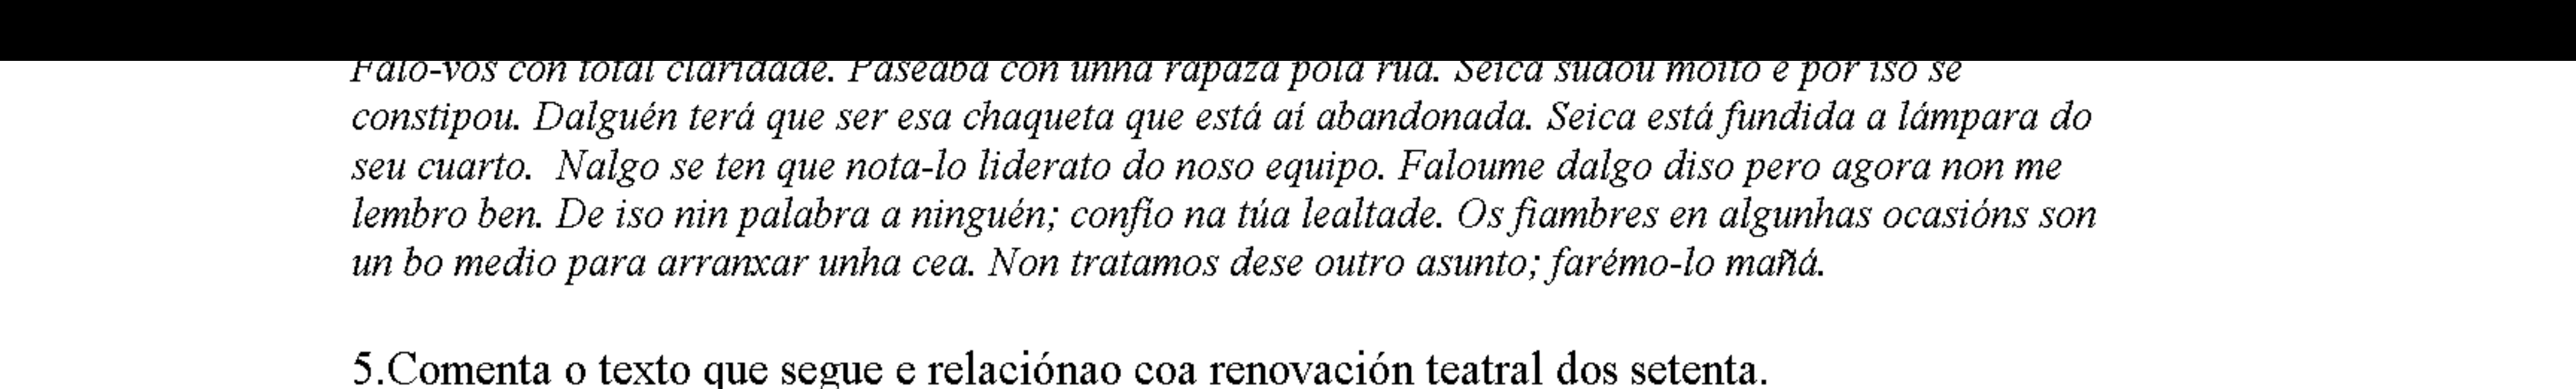 Falo-vos con total claridade. Paseaba con unha rapaza pola rúa. Seica sudou moito e por iso se
constipou. Dalguén terá que ser esa chaqueta que está aí abandonada. Seica está fundida a lámpara do
seu cuarto.  Nalgo se ten que nota-lo liderato do noso equipo. Faloume dalgo diso pero agora non me
lembro ben. De iso nin palabra a ninguén; confío na túa lealtade. Os fiambres en algunhas ocasións son
un bo medio para arranxar unha cea. Non tratamos dese outro asunto; farémo-lo mañá.
5.Comenta o texto que segue e relaciónao coa renovación teatral dos setenta.